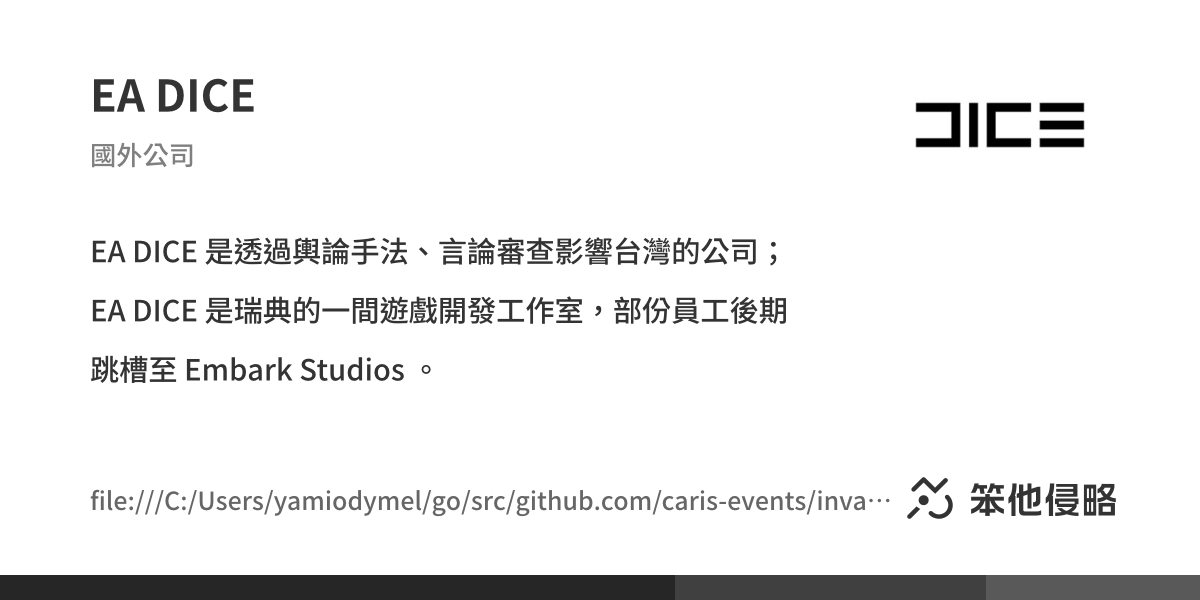 EA DICE
國外公司
DICE
EA DICE 是透過輿論手法、言論審查影響台灣的公司；
EA DICE 是瑞典的一間遊戲開發工作室，部份員工後期
跳槽至 Embark Studios 。
file:///C:/Users/yamiodymel/go/src/github.com/caris-events/inva…
笨他侵略